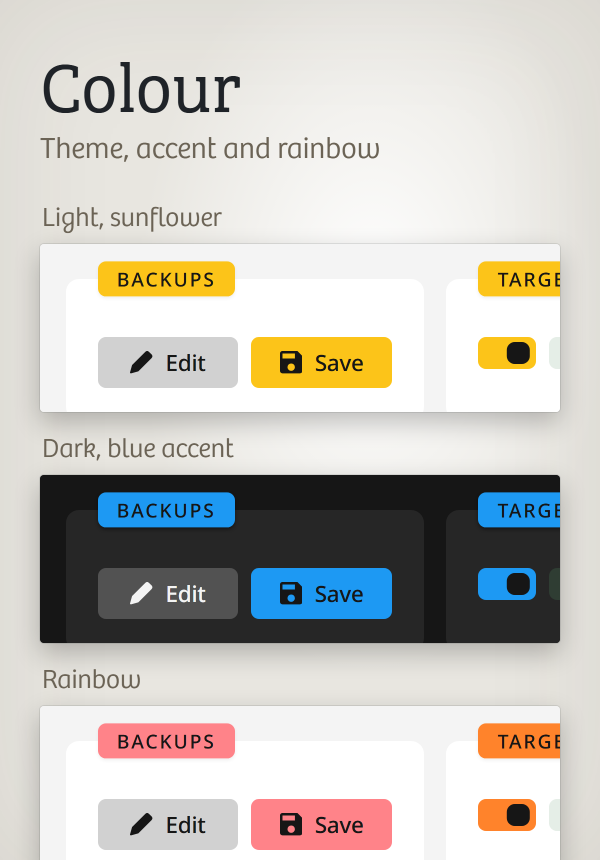 Colour
Theme, accent and rainbow
Light, sunflower
BACKUPS
Edit Save
Dark, blue accent
BACKUPS
Edit Save
Rainbow
BACKUPS
Edit Save